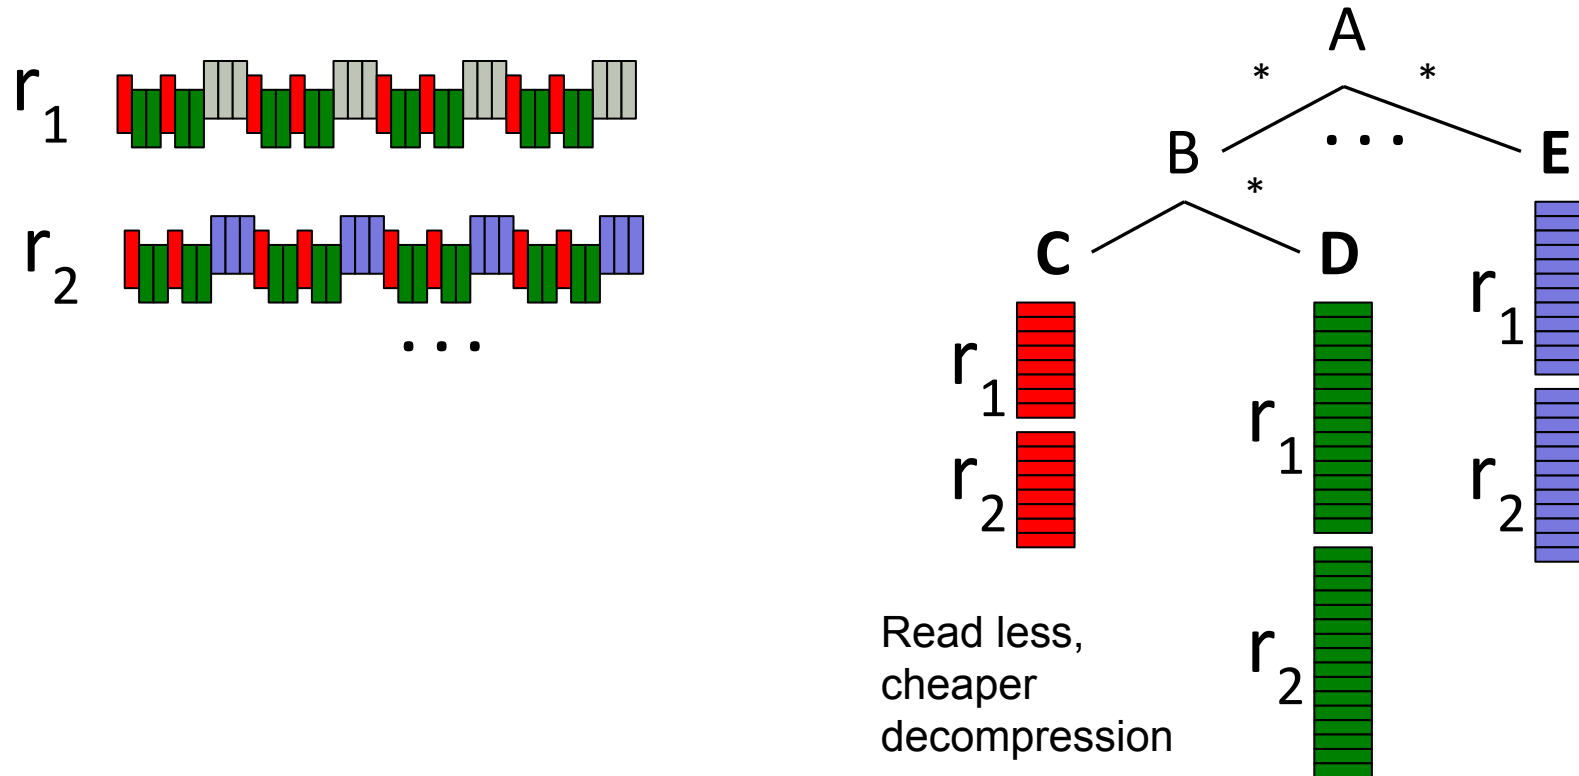 r1
r2
. . .
A
* *
B . . . E
*
C D
r1
r1
r1
r2
r2
r2
Read less,
cheaper
decompression